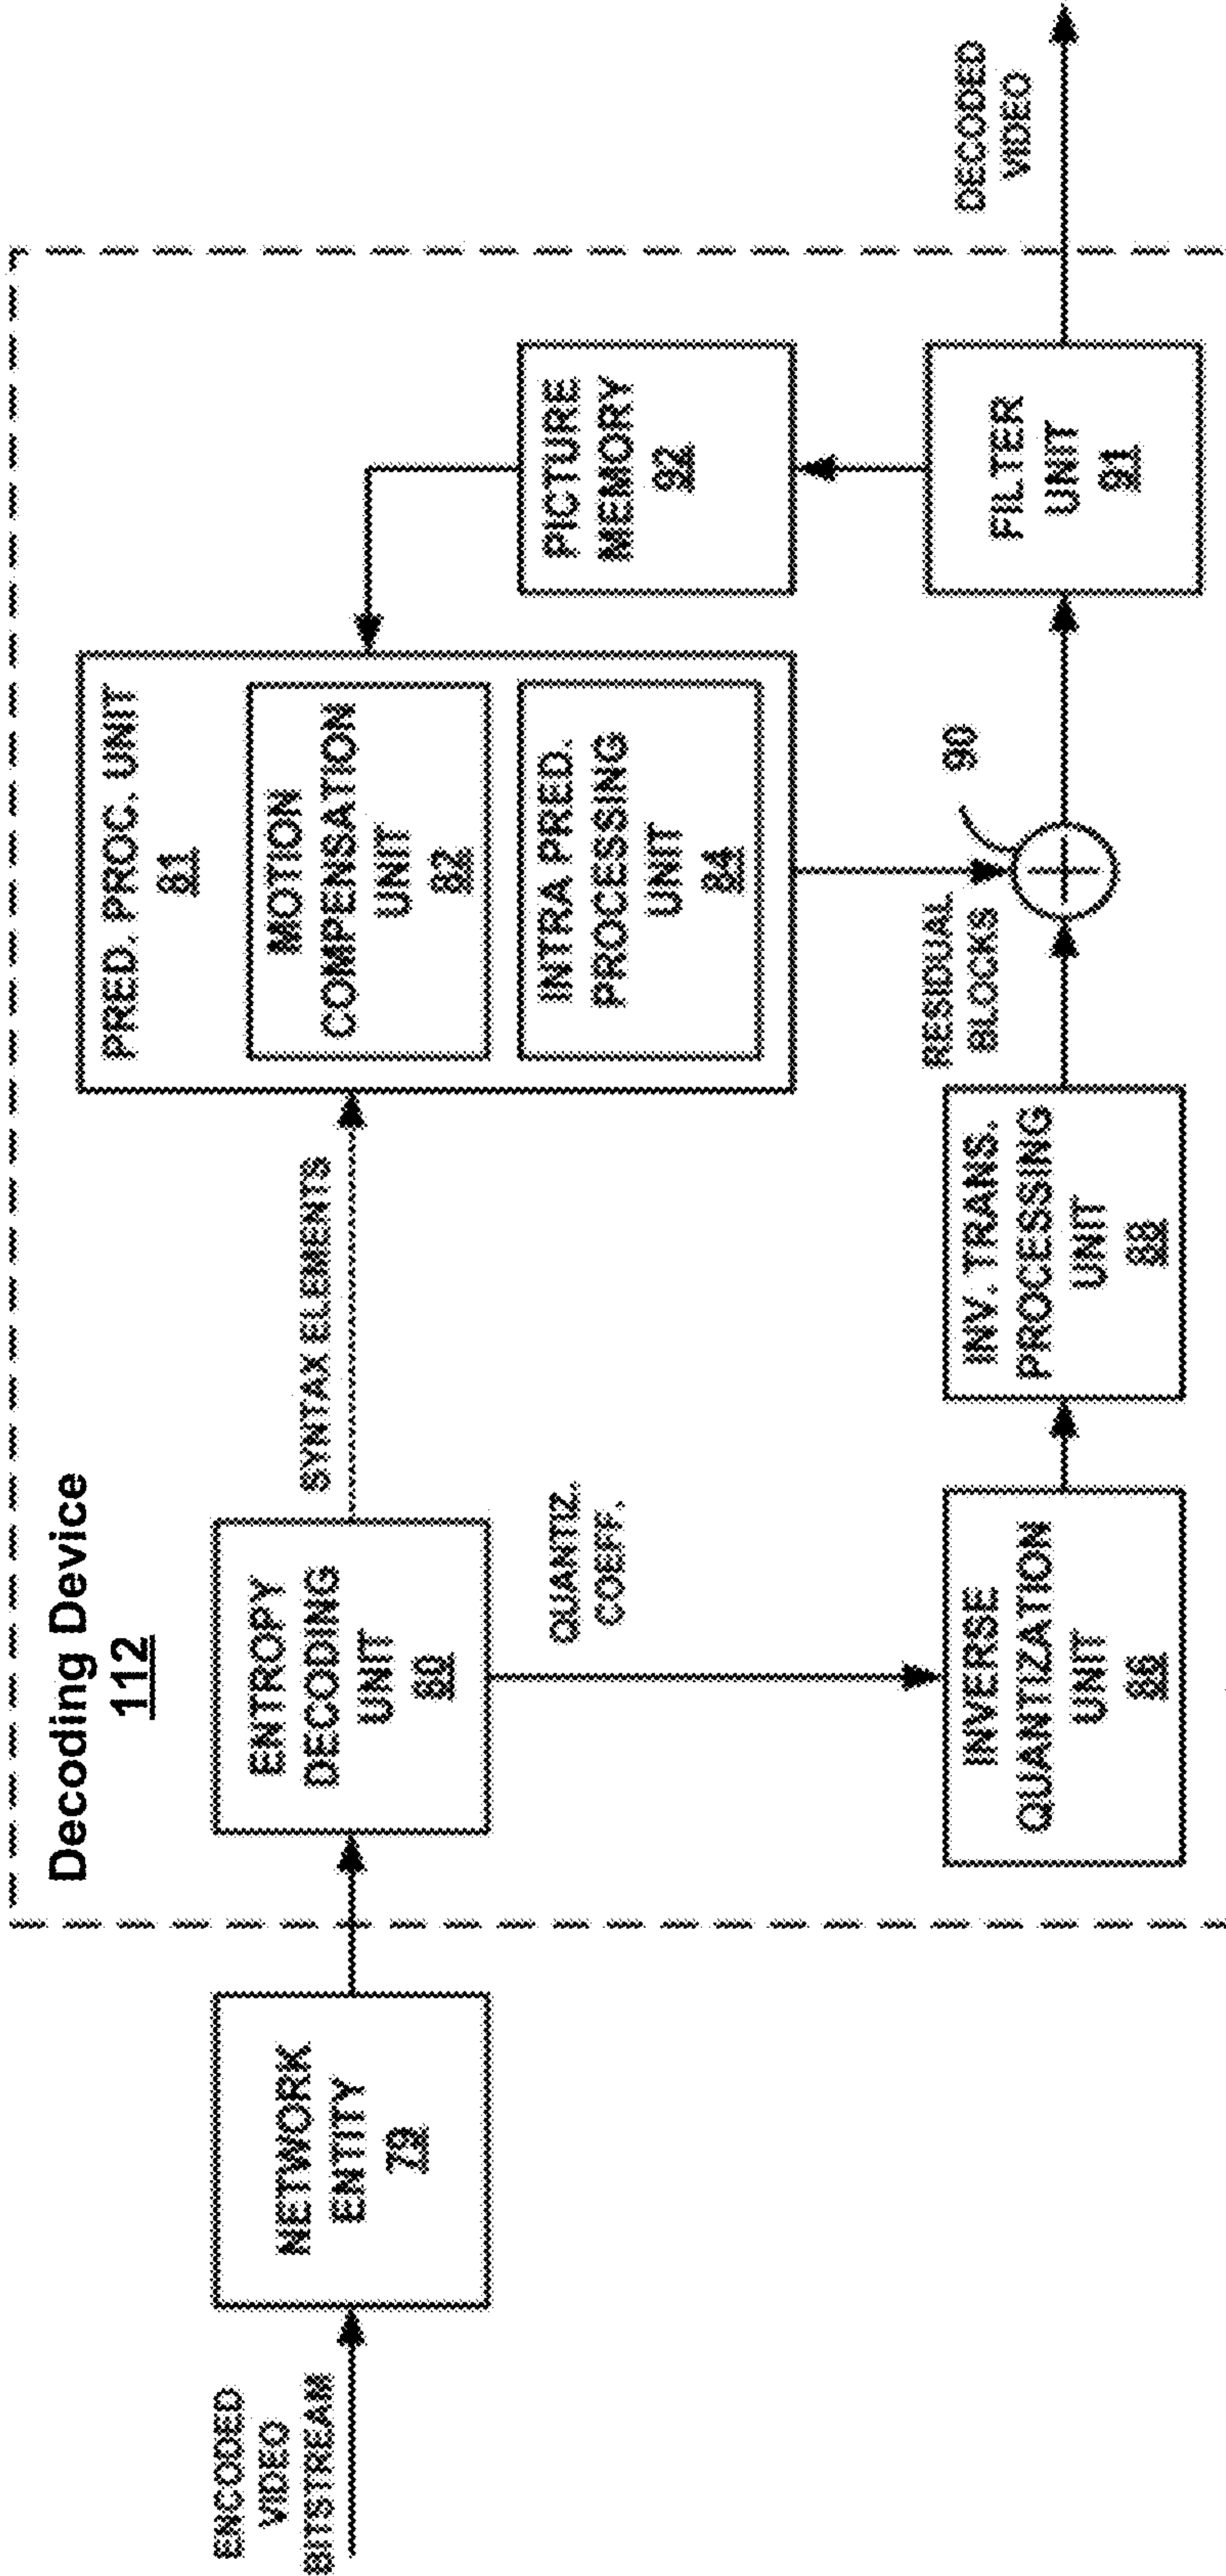 Decoding Device
112
ENCODED
VIDEO
BITSTREAM
NETWORK
ENTITY
79
ENTROPY
DECODING
UNIT
80
SYNTAX ELEMENTS
PRED. PROC. UNIT
81
MOTION
COMPENSATION
UNIT
82
INTRA PRED.
PROCESSING
UNIT
84
PICTURE
MEMORY
92
QUANTIZ.
COEFF.
INVERSE
QUANTIZATION
UNIT
86
INV. TRANS.
PROCESSING
UNIT
88
RESIDUAL
BLOCKS
90
FILTER
UNIT
91
DECODED
VIDEO